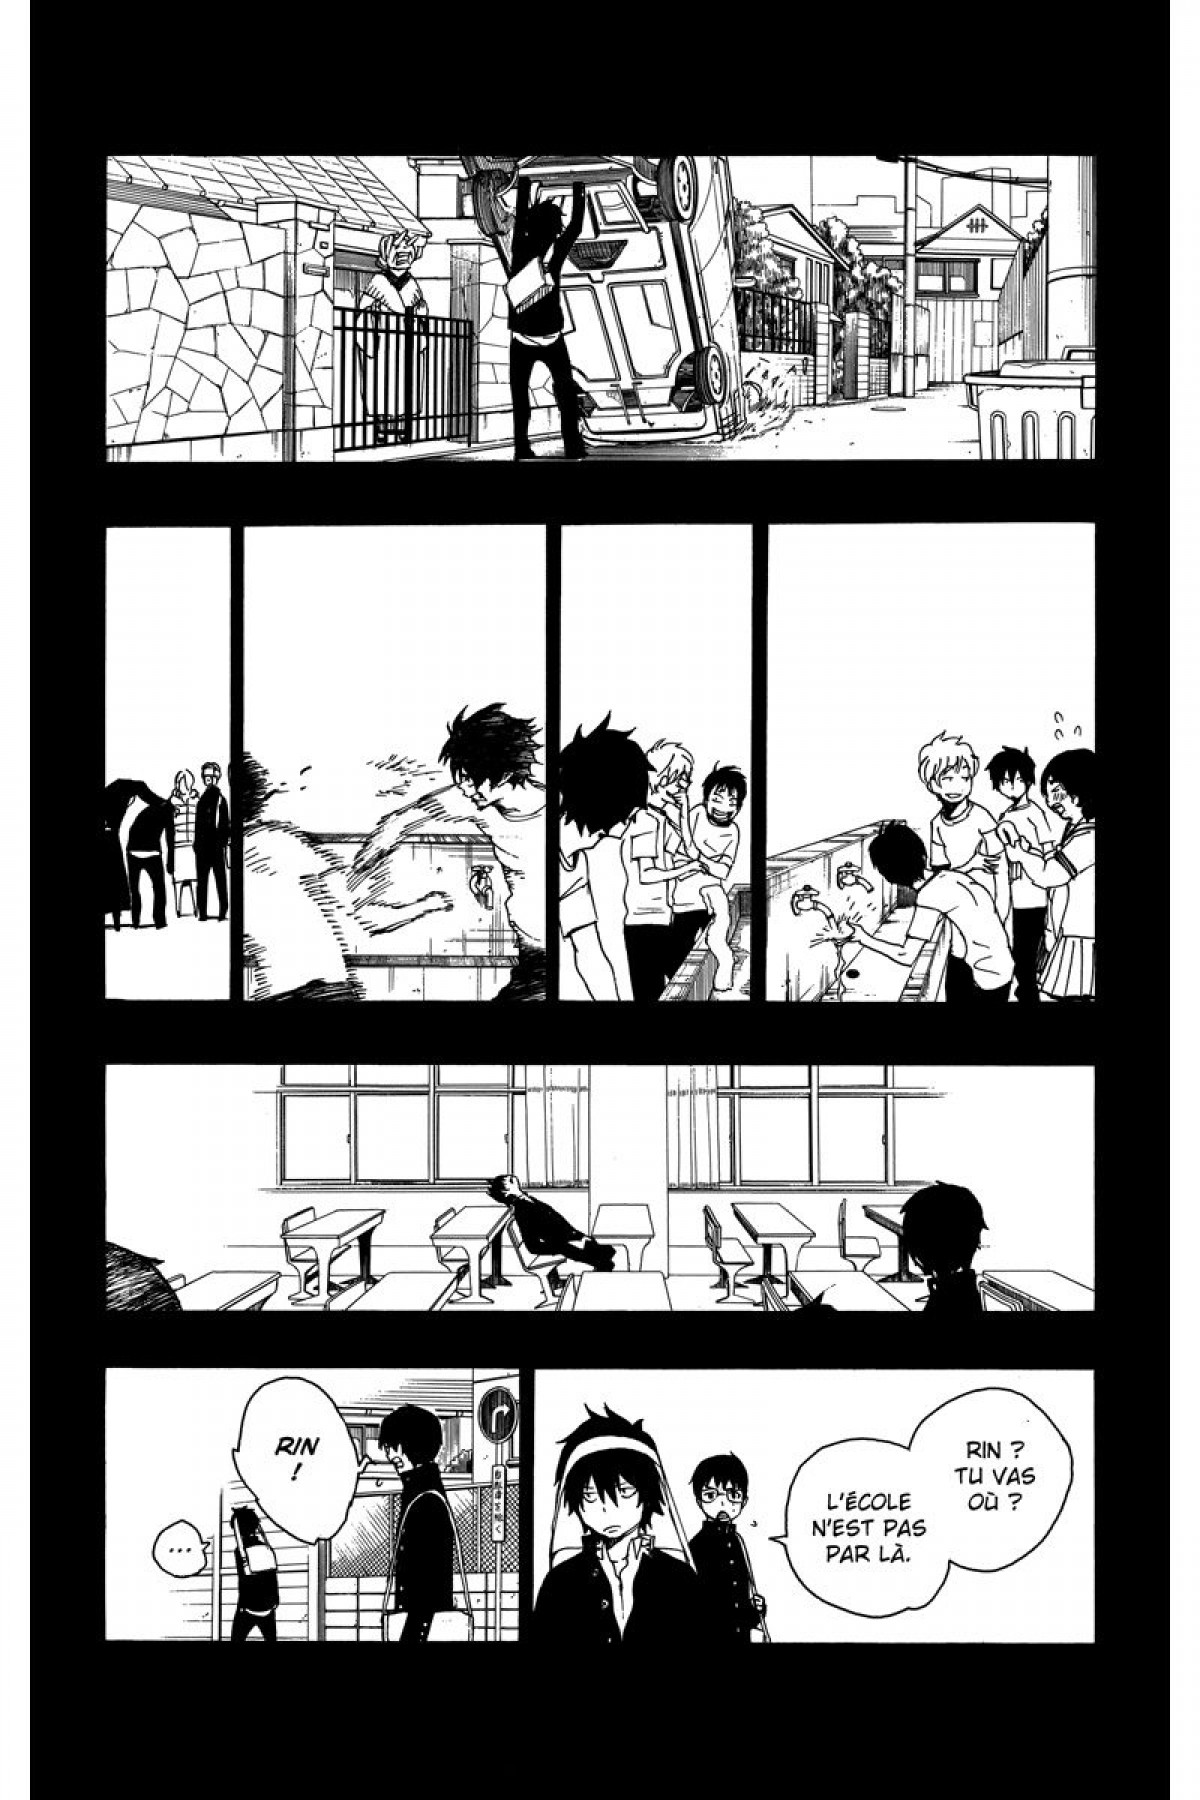 RIN ?
TU VAS
OÙ ?
L'ÉCOLE
N'EST PAS
PAR LÀ.
RIN
!
...